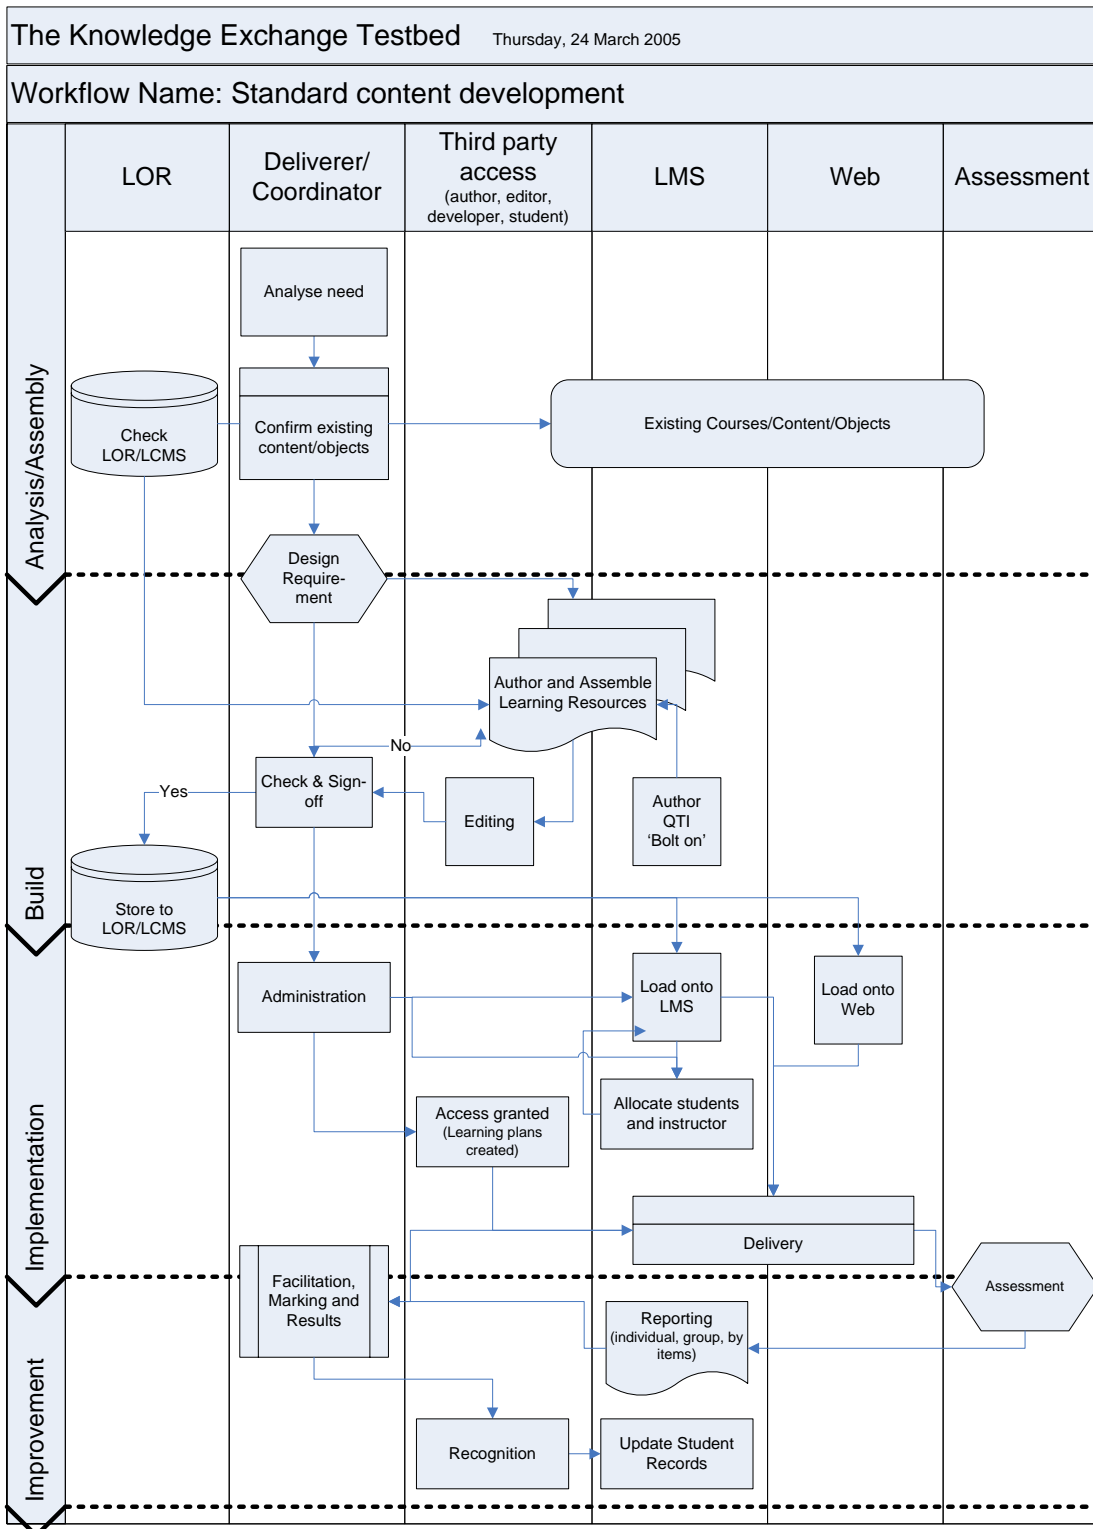 The Knowledge Exchange Testbed Thursday, 24 March 2005
Workflow Name: Standard content development
LOR
Deliverer/
Coordinator
Third party
access
(author, editor,
developer, student)
LMS
Web
Assessment
Analysis/Assembly
Analyse need
Check
LOR/LCMS
Confirm existing
content/objects
Existing Courses/Content/Objects
Design
Require-
ment
Build
Author and Assemble
Learning Resources
No
Yes
Check & Sign-
off
Editing
Author
QTI
‘Bolt on’
Store to
LOR/LCMS
Implementation
Administration
Load onto
LMS
Load onto
Web
Access granted
(Learning plans
created)
Allocate students
and instructor
Delivery
Assessment
Improvement
Facilitation,
Marking and
Results
Reporting
(individual, group, by
items)
Recognition
Update Student
Records